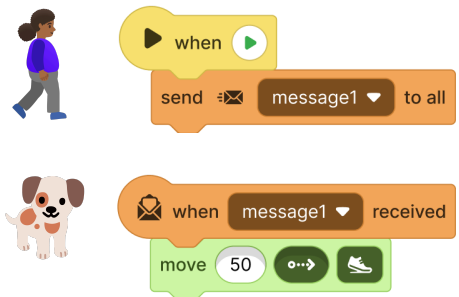 when
send message1 to all
when message1 received
move 50